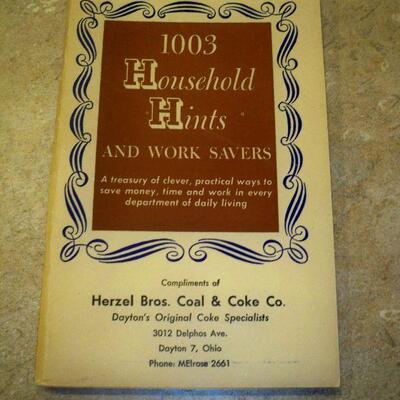 1003
Household
Hints
AND WORK SAVERS
A treasury of clever, practical ways to
save money, time and work in every
department of daily living
Compliments of
Herzel Bros. Coal & Coke Co.
Dayton's Original Coke Specialists
3012 Delphos Ave.
Dayton 7, Ohio
Phone: MElrose 2661